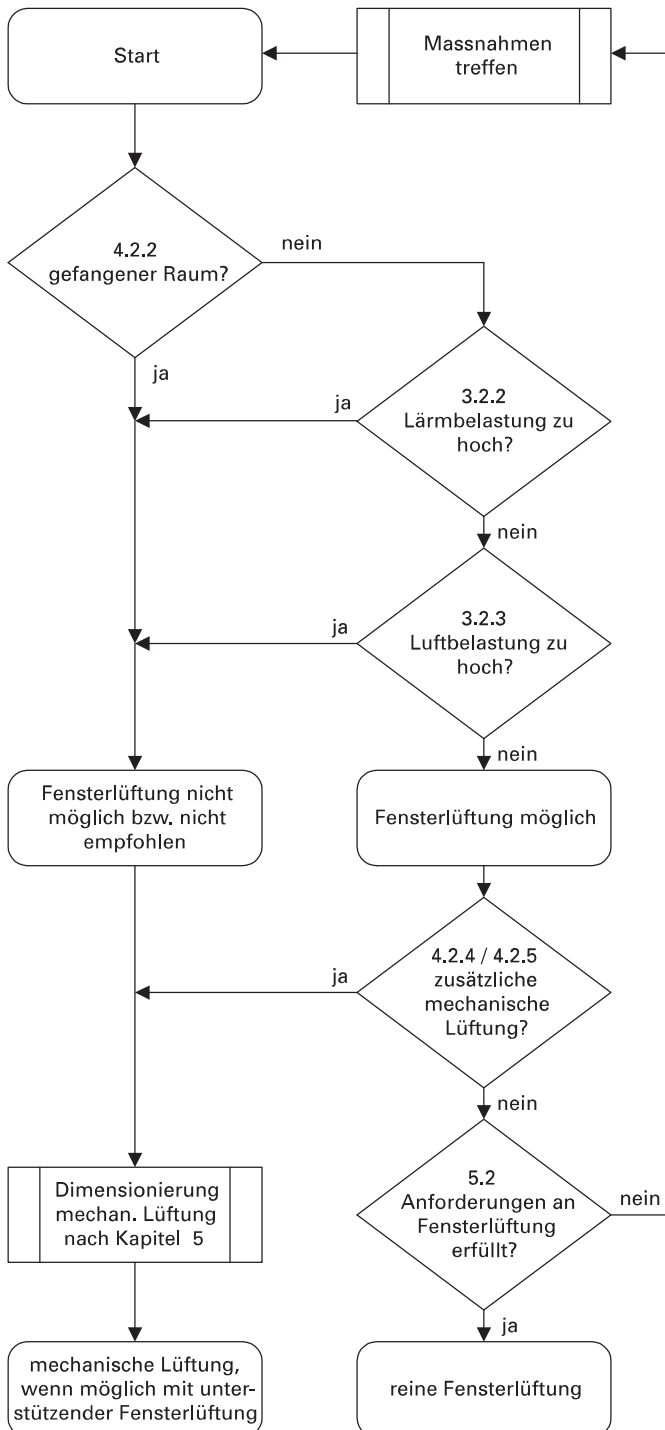 Start
Massnahmen
treffen
4.2.2
gefangener Raum?
nein
ja
3.2.2
Lärmbelastung zu
hoch?
ja
nein
3.2.3
Luftbelastung zu
hoch?
ja
nein
Fensterlüftung nicht
möglich bzw. nicht
empfohlen
Fensterlüftung möglich
4.2.4 / 4.2.5
zusätzliche
mechanische
Lüftung?
ja
nein
5.2
Anforderungen an
Fensterlüftung
erfüllt?
nein
ja
Dimensionierung
mechan. Lüftung
nach Kapitel 5
mechanische Lüftung,
wenn möglich mit unter-
stützender Fensterlüftung
reine Fensterlüftung